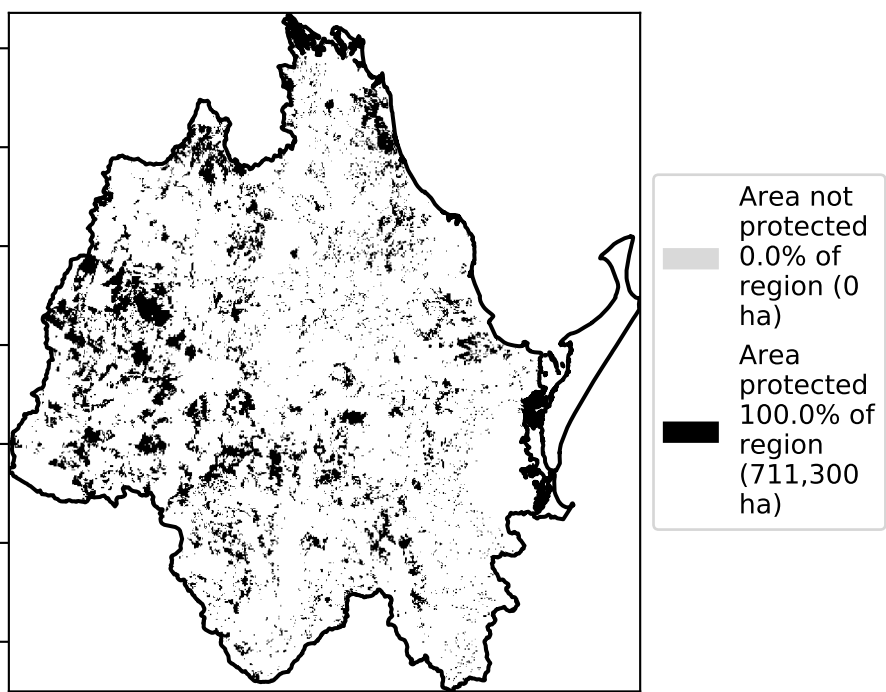 Area not
protected
0.0% of
region (0
ha)
Area
protected
100.0% of
region
(711,300
ha)